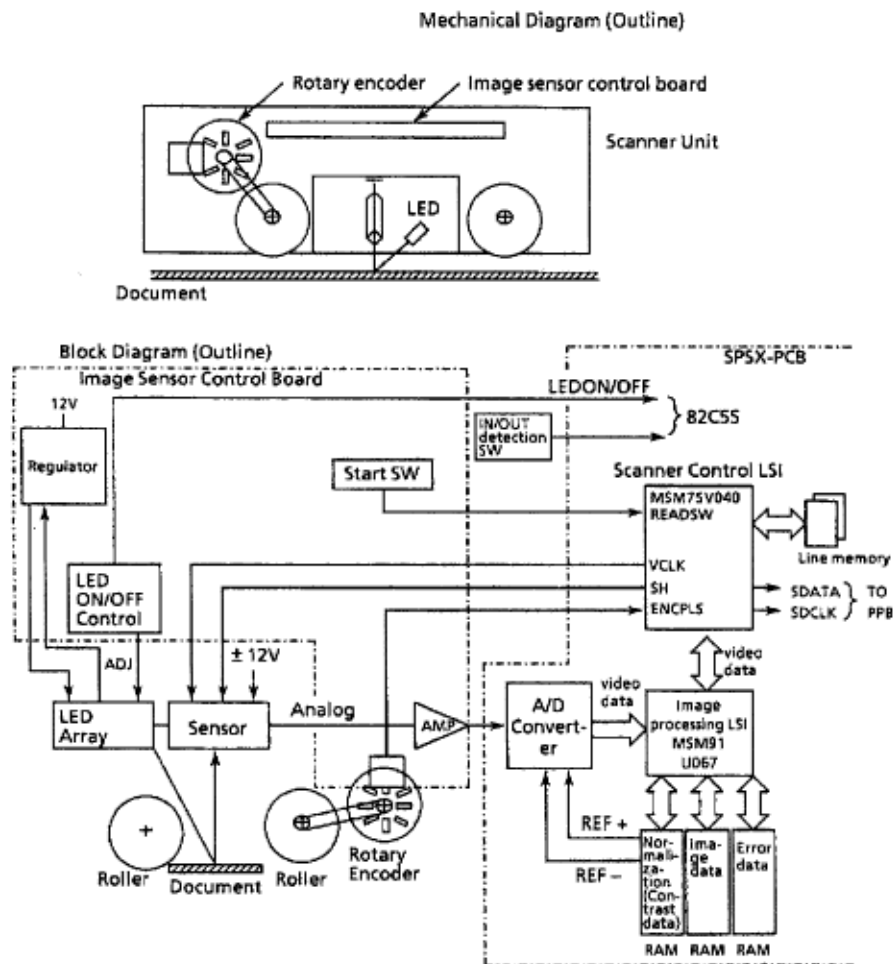 Mechanical Diagram (Outline)
Rotary encoder
Image sensor control board
Scanner Unit
LED
Document
Block Diagram (Outline)
SPSX-PCB
Image Sensor Control Board
LEDON/OFF
12V
82C55
IN/OUT
detection
SW
Regulator
Start SW
Scanner Control LSI
MSM75V040
READSW
Line memory
VCLK
LED
ON/OFF
Control
SH
SDATA
TO
ENCPLS
SDCLK
PPB
ADJ
± 12V
video
data
video
data
LED
Array
Sensor
Analog
AMP
A/D
Convert-
er
Image
processing LSI
MSM91
U067
REF +
REF −
Nor-
mali-
za-
tion
(Con-
trast
data)
Ima-
ge
data
Error
data
Roller
Document
Roller
Rotary
Encoder
RAM
RAM
RAM